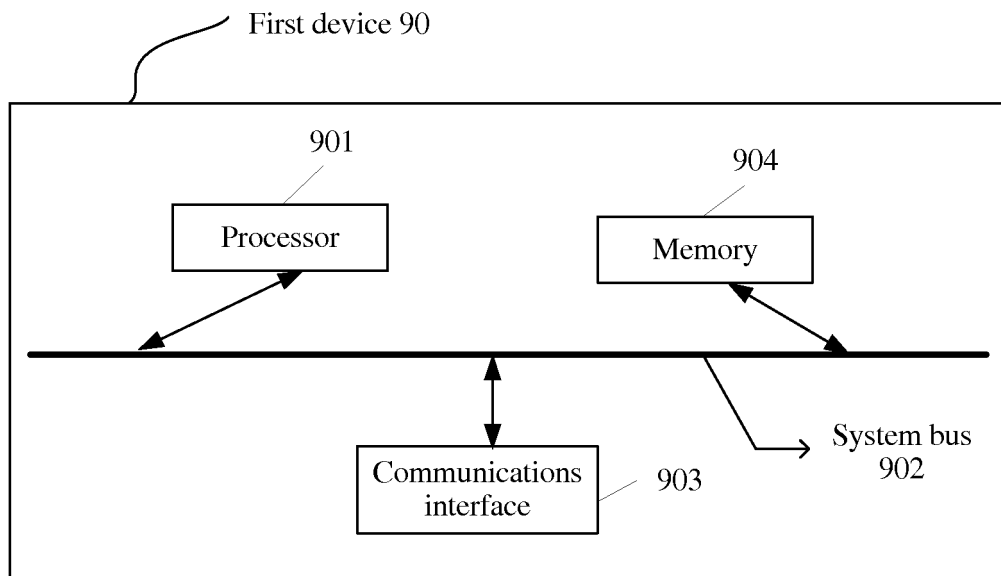 First device 90
901
904
Processor
Memory
System bus
902
Communications
interface
903